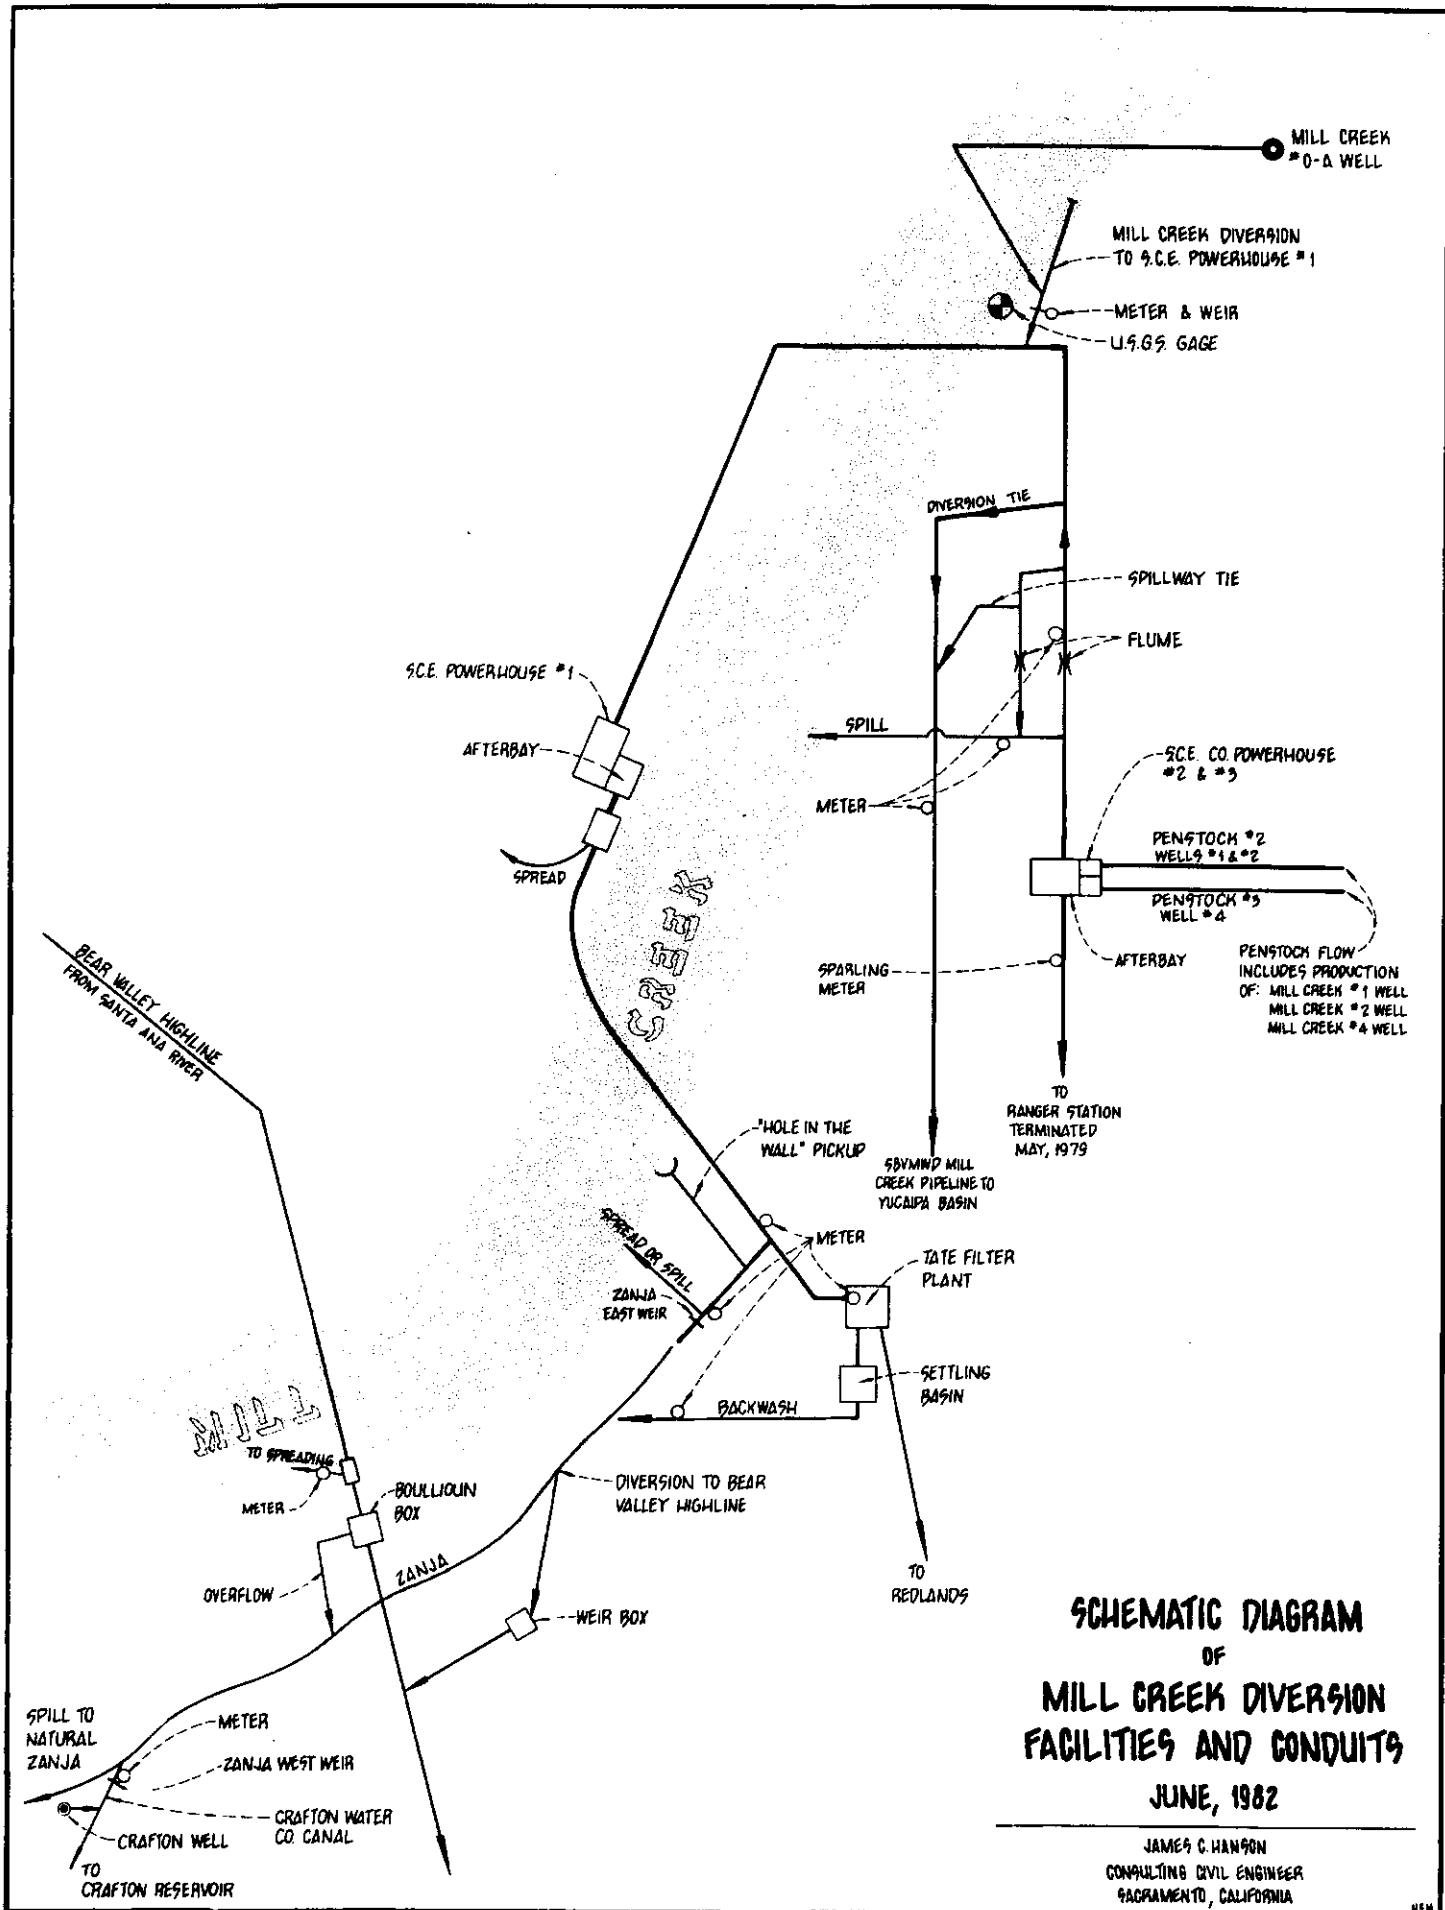 MILL CREEK
#0-A WELL
MILL CREEK DIVERSION
TO S.C.E. POWERHOUSE #1
METER & WEIR
U.S.G.S. GAGE
DIVERSION TIE
SPILLWAY TIE
FLUME
S.C.E. POWERHOUSE #1
SPILL
AFTERBAY
S.C.E. CO. POWERHOUSE
#2 & #3
METER
PENSTOCK #2
WELLS #1 & #2
SPREAD
PENSTOCK #3
WELL #4
CREEK
BEAR VALLEY HIGHLINE
FROM SANTA ANA RIVER
SPARLING
METER
AFTERBAY
PENSTOCK FLOW
INCLUDES PRODUCTION
OF: MILL CREEK #1 WELL
MILL CREEK #2 WELL
MILL CREEK #4 WELL
TO
RANGER STATION
TERMINATED
MAY, 1979
"HOLE IN THE
WALL" PICKUP
SBVMWD MILL
CREEK PIPELINE TO
YUCAIPA BASIN
SPREAD OR SPILL
METER
TATE FILTER
PLANT
ZANJA
EAST WEIR
SETTLING
BASIN
BACKWASH
MILL
TO SPREADING
METER
BOULLIOUN
BOX
DIVERSION TO BEAR
VALLEY HIGHLINE
ZANJA
OVERFLOW
WEIR BOX
TO
REDLANDS
SPILL TO
NATURAL
ZANJA
METER
ZANJA WEST WEIR
CRAFTON WATER
CO. CANAL
CRAFTON WELL
TO
CRAFTON RESERVOIR
SCHEMATIC DIAGRAM
OF
MILL CREEK DIVERSION
FACILITIES AND CONDUITS
JUNE, 1982
JAMES C. HANSON
CONSULTING CIVIL ENGINEER
SACRAMENTO, CALIFORNIA